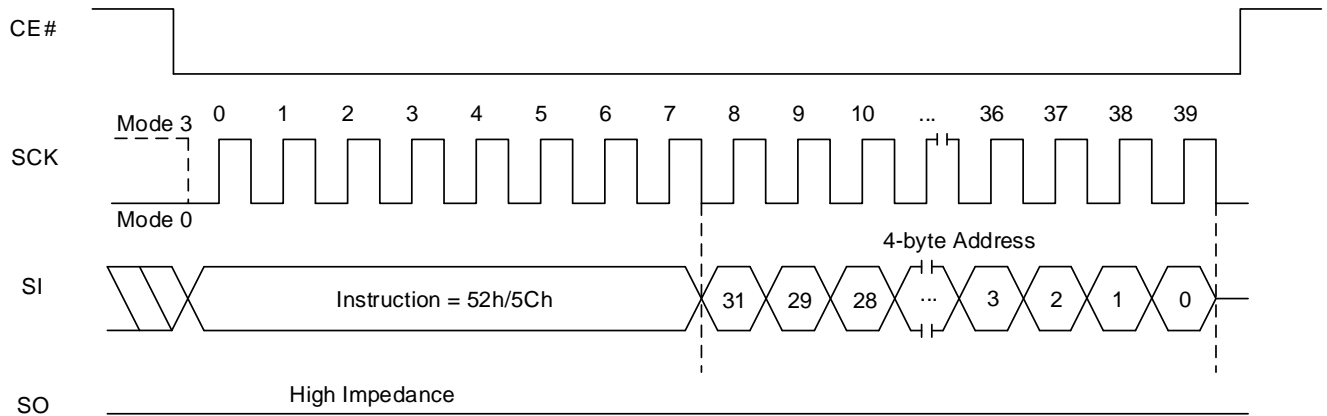 CE#
0 1 2 3 4 5 6 7 8 9 10 ... 36 37 38 39
Mode 3
SCK
Mode 0
4-byte Address
SI
Instruction = 52h/5Ch 31 29 28 ... 3 2 1 0
High Impedance
SO